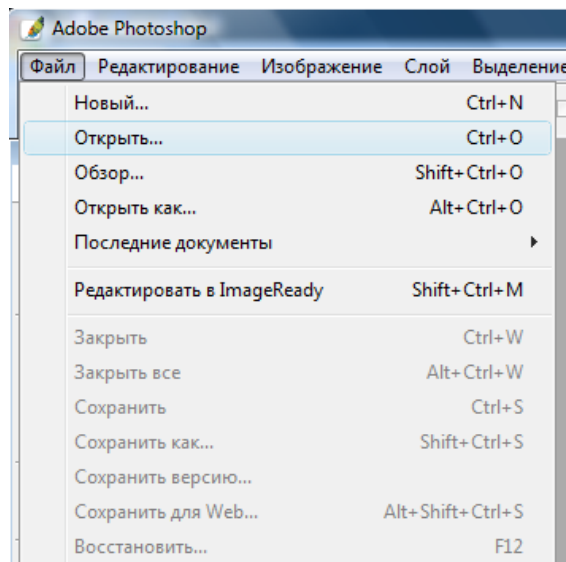 Adobe Photoshop
Файл Редактирование Изображение Слой Выделение
Новый... Ctrl+N
Открыть... Ctrl+O
Обзор... Shift+Ctrl+O
Открыть как... Alt+Ctrl+O
Последние документы
Редактировать в ImageReady Shift+Ctrl+M
Закрыть Ctrl+W
Закрыть все Alt+Ctrl+W
Сохранить Ctrl+S
Сохранить как... Shift+Ctrl+S
Сохранить версию...
Сохранить для Web... Alt+Shift+Ctrl+S
Восстановить... F12